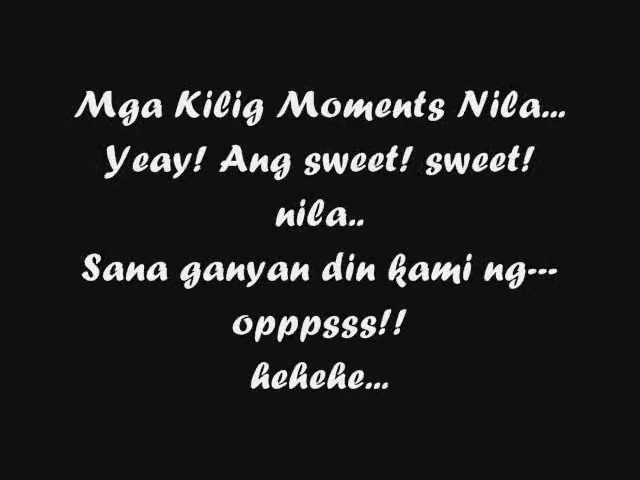 Mga Kilig Moments Nila...
Yeay! Ang sweet! sweet!
nila..
Sana ganyan din kami ng---
opppsss!!
hehehe...